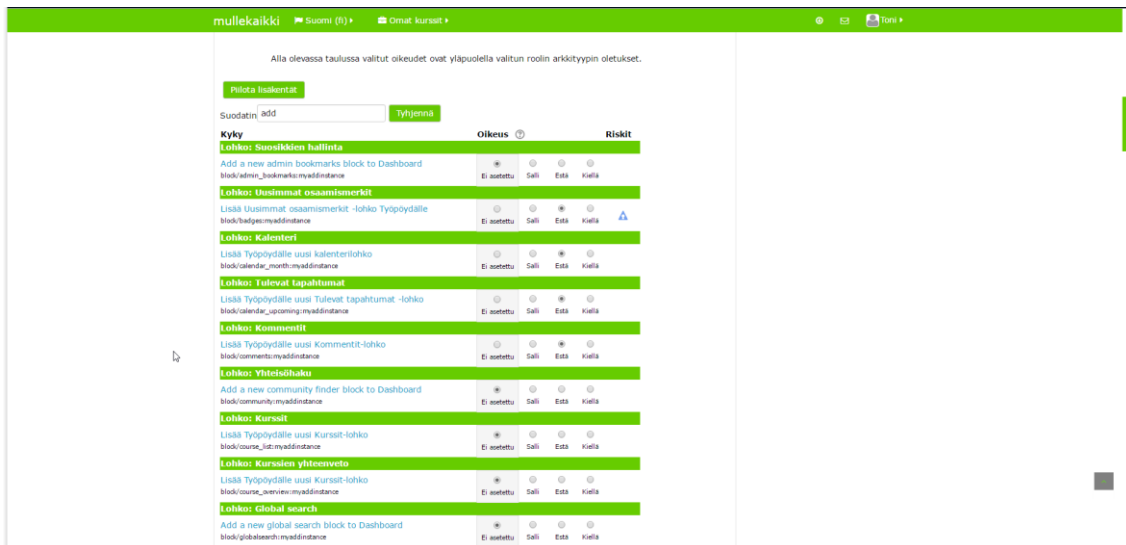 mullekaikki Suomi (fi) Omat kurssit Toni
Alla olevassa taulussa valitut oikeudet ovat yläpuolella valitun roolin arkkityypin oletukset.
Piilota lisäkentät
Suodatin add Tyhjennä
Kyky Oikeus Riskit
Lohko: Suosikkien hallinta
Add a new admin bookmarks block to Dashboard
block/admin_bookmarks:myaddinstance Ei asetettu Salli Estä Kiellä
Lohko: Uusimmat osaamismerkit
Lisää Uusimmat osaamismerkit -lohko Työpöydälle
block/badges:myaddinstance Ei asetettu Salli Estä Kiellä
Lohko: Kalenteri
Lisää Työpöydälle uusi kalenterilohko
block/calendar_month:myaddinstance Ei asetettu Salli Estä Kiellä
Lohko: Tulevat tapahtumat
Lisää Työpöydälle uusi Tulevat tapahtumat -lohko
block/calendar_upcoming:myaddinstance Ei asetettu Salli Estä Kiellä
Lohko: Kommentit
Lisää Työpöydälle uusi Kommentit-lohko
block/comments:myaddinstance Ei asetettu Salli Estä Kiellä
Lohko: Yhteisöhaku
Add a new community finder block to Dashboard
block/community:myaddinstance Ei asetettu Salli Estä Kiellä
Lohko: Kurssit
Lisää Työpöydälle uusi Kurssit-lohko
block/course_list:myaddinstance Ei asetettu Salli Estä Kiellä
Lohko: Kurssien yhteenveto
Lisää Työpöydälle uusi Kurssit-lohko
block/course_overview:myaddinstance Ei asetettu Salli Estä Kiellä
Lohko: Global search
Add a new global search block to Dashboard
block/globalsearch:myaddinstance Ei asetettu Salli Estä Kiellä